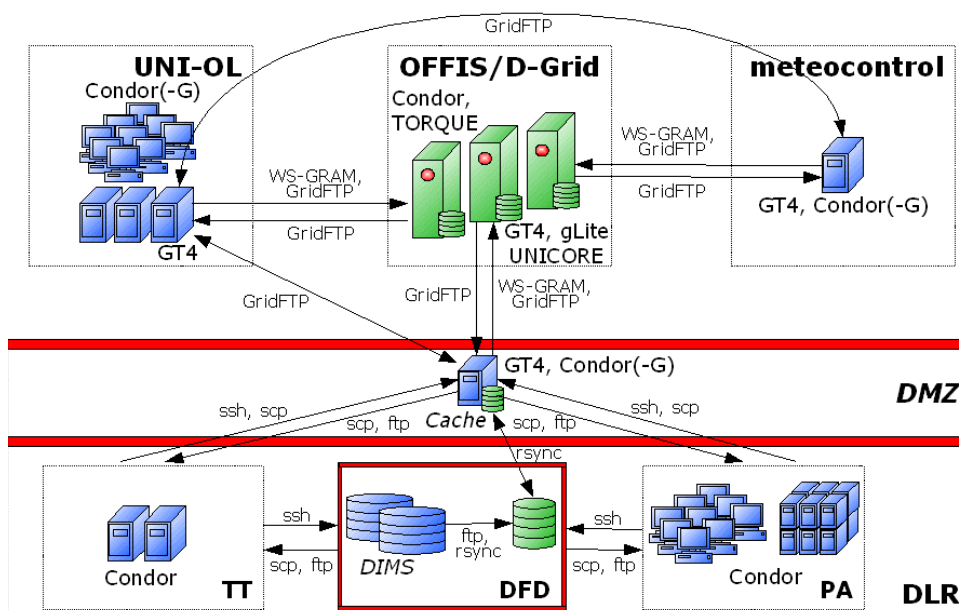 GridFTP
UNI-OL
OFFIS/D-Grid
meteocontrol
Condor(-G)
Condor,
TORQUE
WS-GRAM,
GridFTP
WS-GRAM,
GridFTP
GridFTP
GridFTP
GT4, Condor(-G)
GT4
GT4, gLite
UNICORE
GridFTP
GridFTP
WS-GRAM,
GridFTP
GT4, Condor(-G)
DMZ
Cache
ssh, scp
scp, ftp
scp, ftp
ssh, scp
rsync
ssh
scp, ftp
ftp,
rsync
ssh
scp, ftp
Condor
TT
DIMS
DFD
Condor
PA
DLR